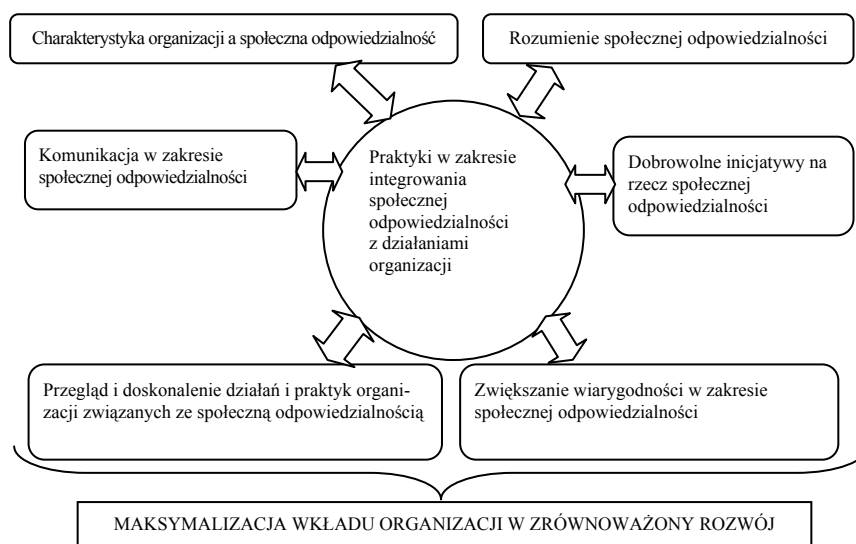 Charakterystyka organizacji a społeczna odpowiedzialność
Rozumienie społecznej odpowiedzialności
Komunikacja w zakresie
społecznej odpowiedzialności
Praktyki w zakresie
integrowania
społecznej
odpowiedzialności
z działaniami
organizacji
Dobrowolne inicjatywy na
rzecz społecznej
odpowiedzialności
Przegląd i doskonalenie działań i praktyk organi-
zacji związanych ze społeczną odpowiedzialnością
Zwiększanie wiarygodności w zakresie
społecznej odpowiedzialności
MAKSYMALIZACJA WKŁADU ORGANIZACJI W ZRÓWNOWAŻONY ROZWÓJ